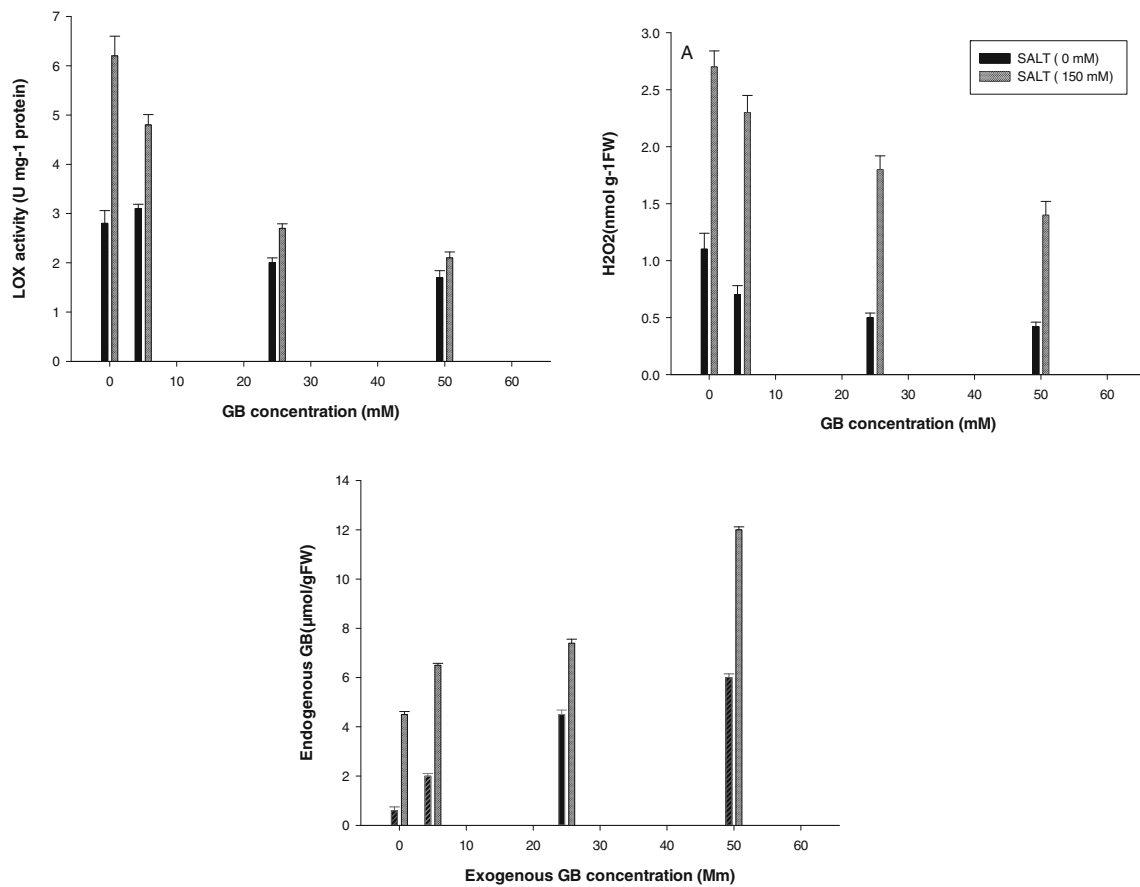 LOX activity (U mg-1 protein)
7
6
5
4
3
2
1
0
0 10 20 30 40 50 60
GB concentration (mM)
A
SALT ( 0 mM)
SALT ( 150 mM)
H2O2(nmol g-1FW)
3.0
2.5
2.0
1.5
1.0
0.5
0.0
0 10 20 30 40 50 60
GB concentration (mM)
Endogenous GB(µmol/gFW)
14
12
10
8
6
4
2
0
0 10 20 30 40 50 60
Exogenous GB concentration (Mm)